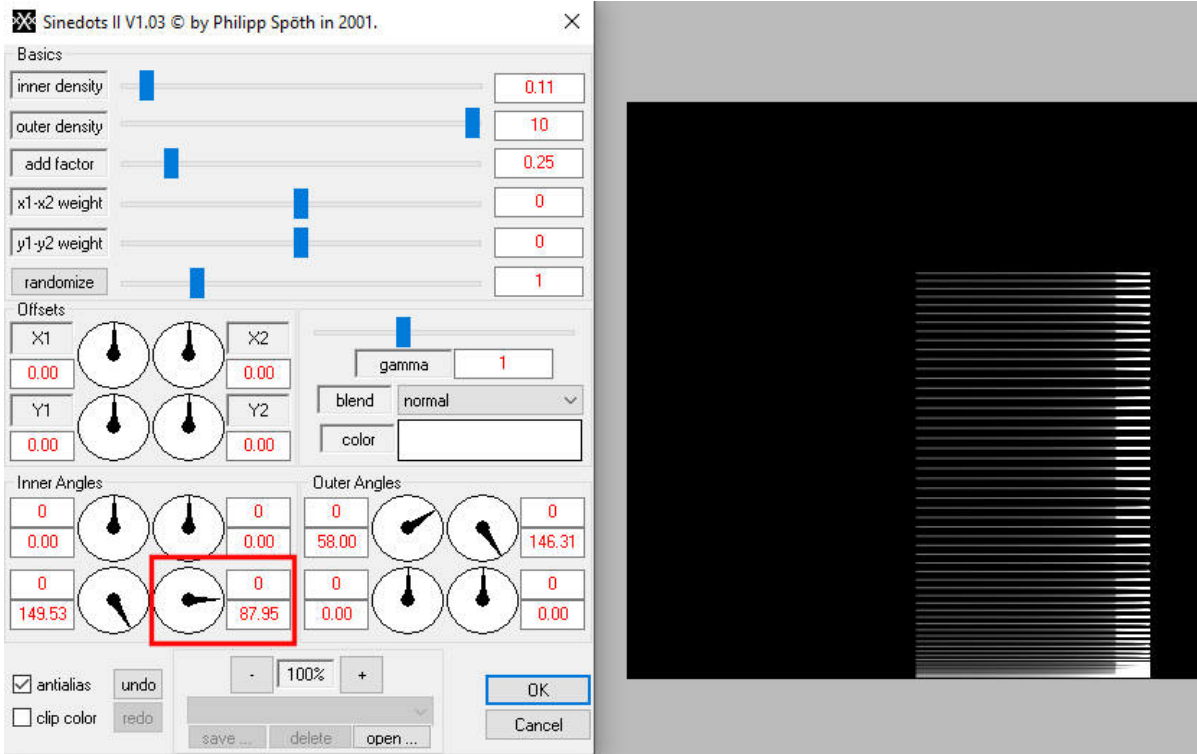 Sinedots II V1.03 © by Philipp Spöth in 2001.
Basics
inner density 0.11
outer density 10
add factor 0.25
x1-x2 weight 0
y1-y2 weight 0
randomize 1
Offsets
X1 X2
0.00 0.00
Y1 Y2
0.00 0.00
gamma 1
blend normal
color
Inner Angles
0 0
0.00 0.00
0 0
149.53 87.95
Outer Angles
0 0
58.00 146.31
0 0
0.00 0.00
antialias undo
clip color redo
- 100% +
save ... delete open ...
OK
Cancel